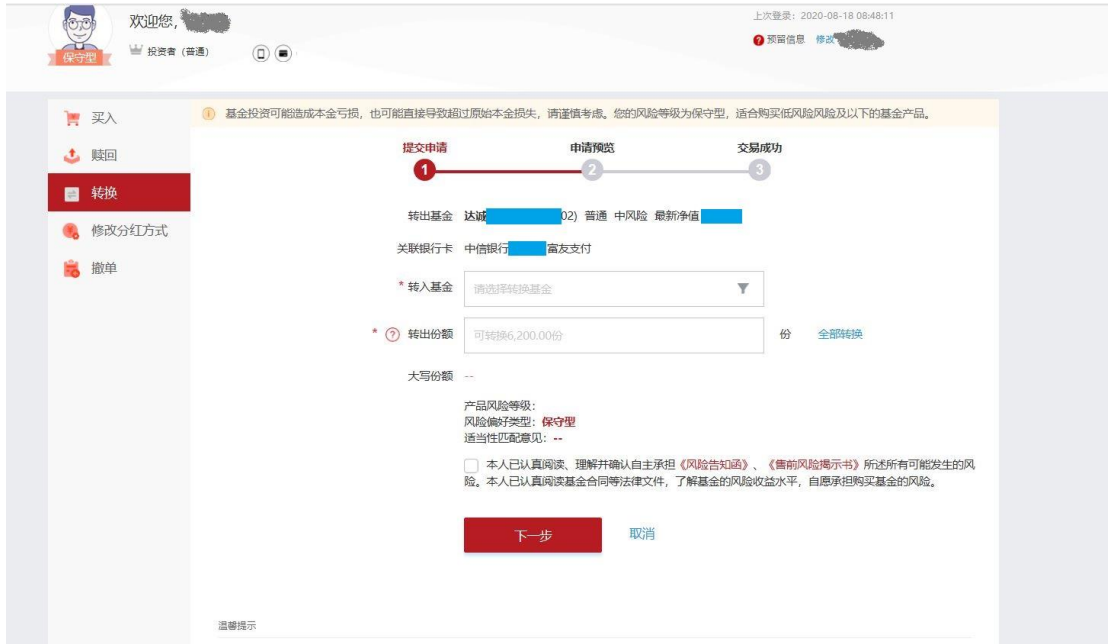 欢迎您,
上次登录：2020-08-18 08:48:11
保守型
投资者 (普通)
? 预留信息 修改
买入
赎回
转换
修改分红方式
撤单
基金投资可能造成本金亏损，也可能直接导致超过原始本金损失，请谨慎考虑。您的风险等级为保守型，适合购买低风险风险及以下的基金产品。
提交申请 申请预览 交易成功
1 2 3
转出基金 达诚 02) 普通 中风险 最新净值
关联银行卡 中信银行 富友支付
* 转入基金 请选择转换基金
* ? 转出份额 可转换6,200.00份 份 全部转换
大写份额 --
产品风险等级：
风险偏好类型：保守型
适当性匹配意见：--
本人已认真阅读、理解并确认自主承担《风险告知函》、《售前风险揭示书》所述所有可能发生的风
险。本人已认真阅读基金合同等法律文件，了解基金的风险收益水平，自愿承担购买基金的风险。
下一步 取消
温馨提示